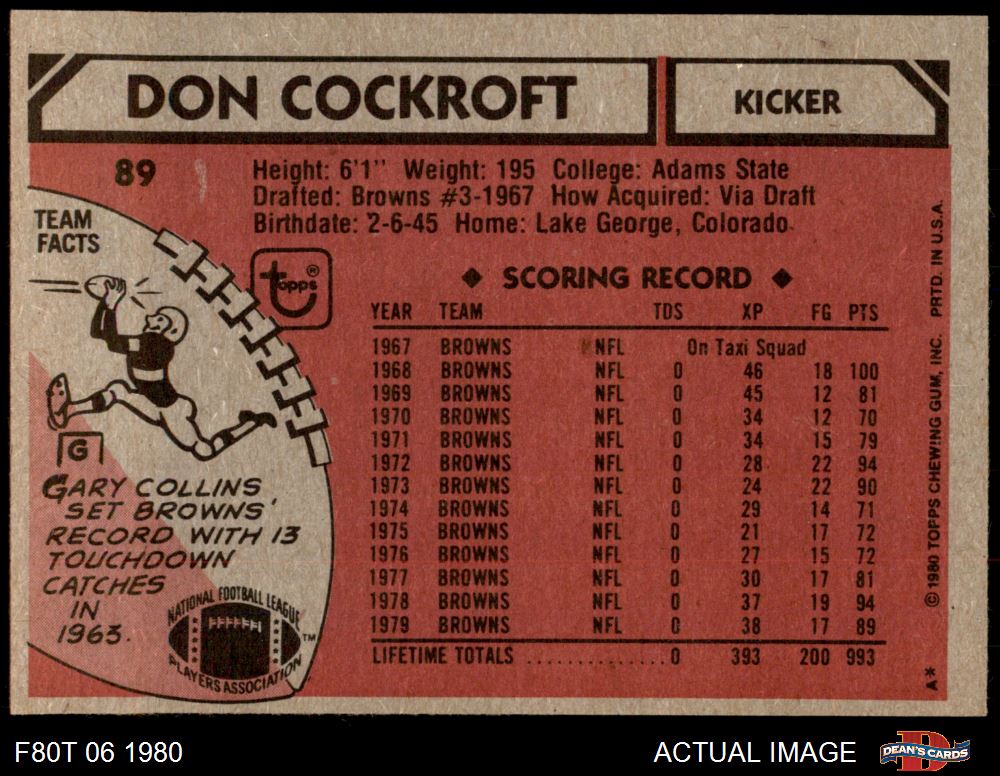 DON COCKROFT
KICKER
89
Height: 6'1" Weight: 195 College: Adams State
Drafted: Browns #3-1967 How Acquired: Via Draft
Birthdate: 2-6-45 Home: Lake George, Colorado
TEAM
FACTS
topps®
◆ SCORING RECORD ◆
YEAR TEAM TDS XP FG PTS
1967 BROWNS NFL On Taxi Squad
1968 BROWNS NFL 0 46 18 100
1969 BROWNS NFL 0 45 12 81
1970 BROWNS NFL 0 34 12 70
1971 BROWNS NFL 0 34 15 79
1972 BROWNS NFL 0 28 22 94
1973 BROWNS NFL 0 24 22 90
1974 BROWNS NFL 0 29 14 71
1975 BROWNS NFL 0 21 17 72
1976 BROWNS NFL 0 27 15 72
1977 BROWNS NFL 0 30 17 81
1978 BROWNS NFL 0 37 19 94
1979 BROWNS NFL 0 38 17 89
LIFETIME TOTALS ..............0 393 200 993
G
GARY COLLINS
SET BROWNS'
RECORD WITH 13
TOUCHDOWN
CATCHES
IN
1963.
NATIONAL FOOTBALL LEAGUE
PLAYERS ASSOCIATION
TM
A*
© 1980 TOPPS CHEWING GUM, INC. PRTD. IN U.S.A.
F80T 06 1980
ACTUAL IMAGE
DEAN'S CARDS